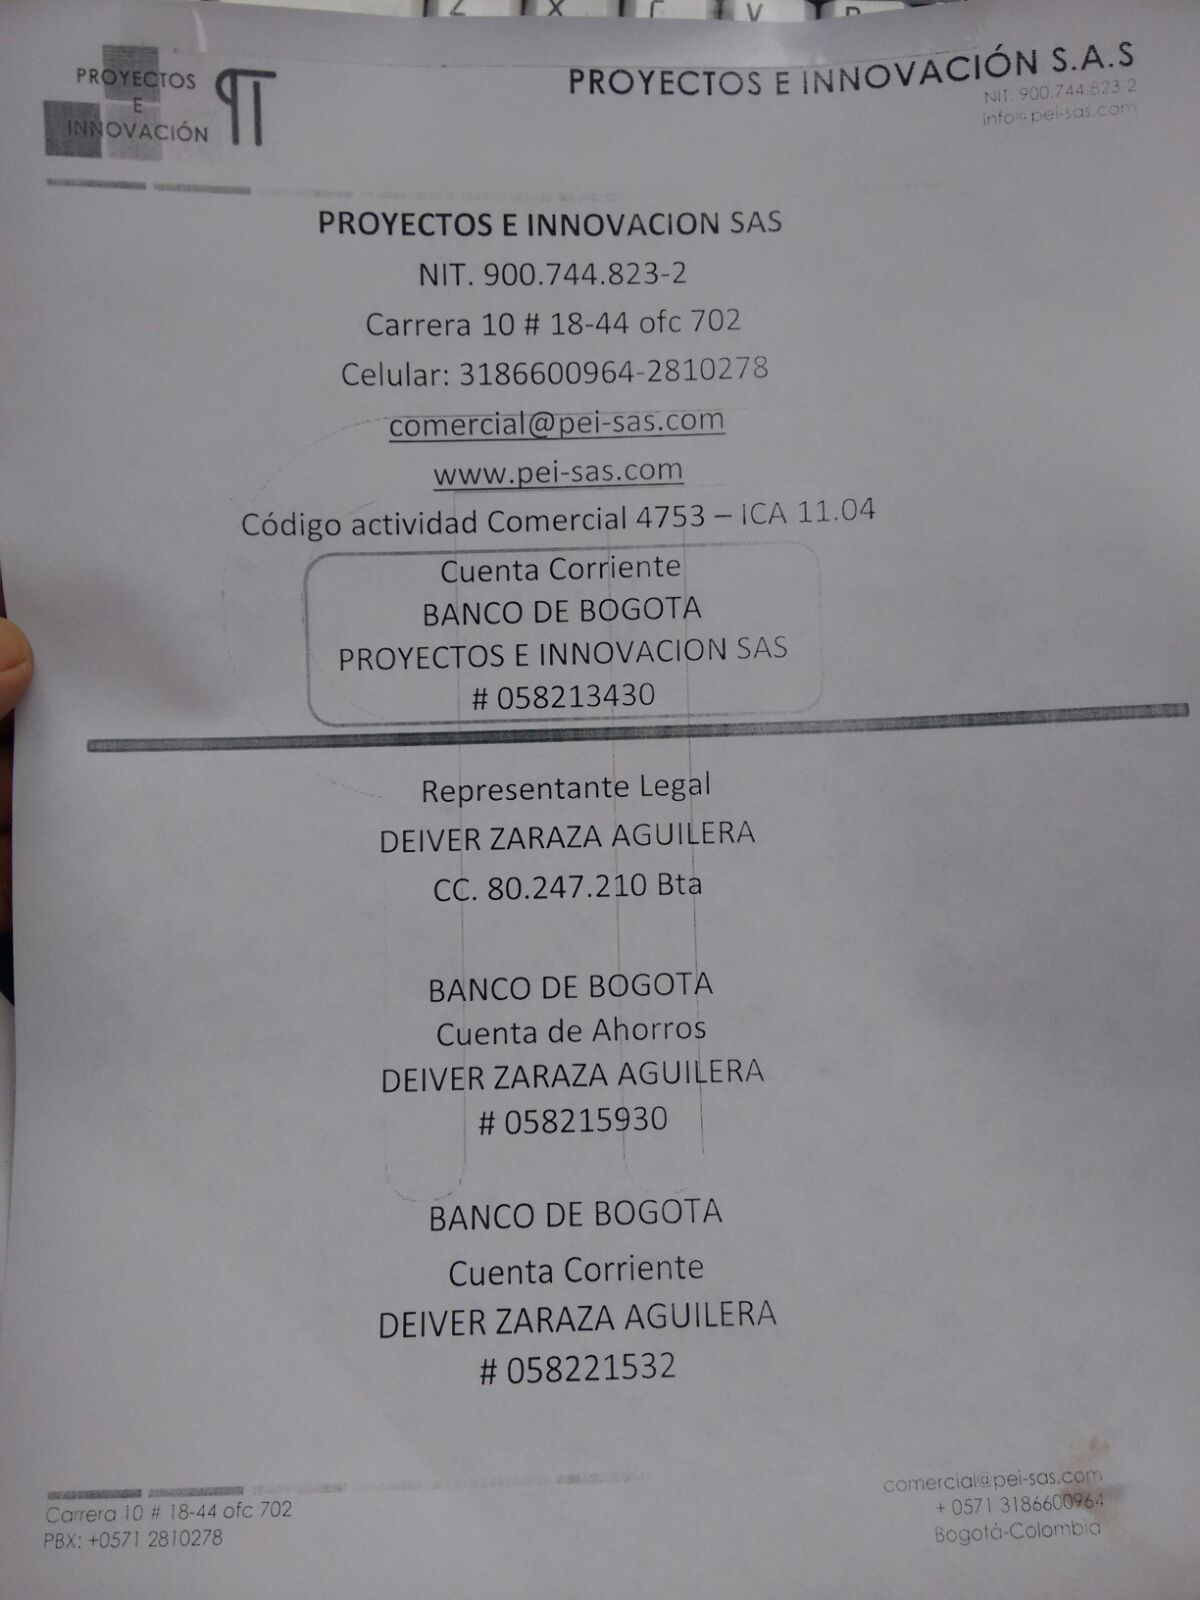 PROYECTOS
E
INNOVACIÓN
PROYECTOS E INNOVACIÓN S.A.S
NIT. 900.744.823-2
info@pei-sas.com
PROYECTOS E INNOVACION SAS
NIT. 900.744.823-2
Carrera 10 # 18-44 ofc 702
Celular: 3186600964-2810278
comercial@pei-sas.com
www.pei-sas.com
Código actividad Comercial 4753 – ICA 11.04
Cuenta Corriente
BANCO DE BOGOTA
PROYECTOS E INNOVACION SAS
# 058213430
Representante Legal
DEIVER ZARAZA AGUILERA
CC. 80.247.210 Bta
BANCO DE BOGOTA
Cuenta de Ahorros
DEIVER ZARAZA AGUILERA
# 058215930
BANCO DE BOGOTA
Cuenta Corriente
DEIVER ZARAZA AGUILERA
# 058221532
Carrera 10 # 18-44 ofc 702
PBX: +0571 2810278
comercial@pei-sas.com
+ 0571 3186600964
Bogotá-Colombia